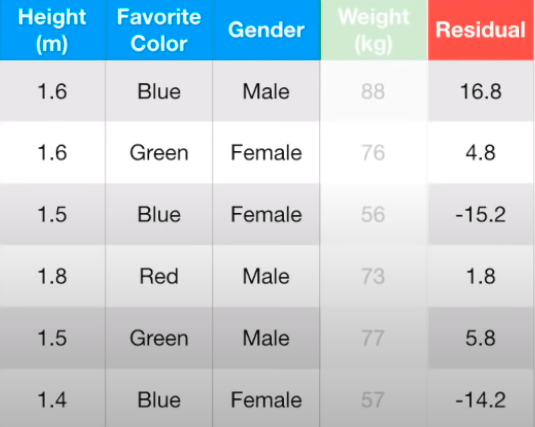 Height (m) Favorite Color Gender Weight (kg) Residual
1.6 Blue Male 88 16.8
1.6 Green Female 76 4.8
1.5 Blue Female 56 -15.2
1.8 Red Male 73 1.8
1.5 Green Male 77 5.8
1.4 Blue Female 57 -14.2